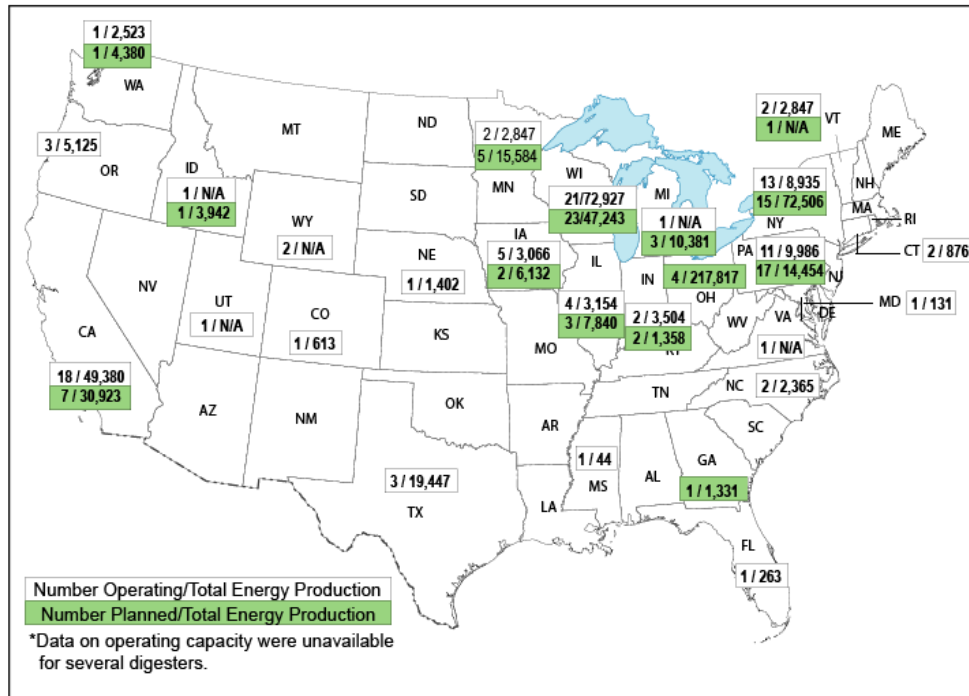 1 / 2,523
1 / 4,380
WA
3 / 5,125
OR
ID
1 / N/A
1 / 3,942
MT
ND
2 / 2,847
5 / 15,584
MN
SD
WY
2 / N/A
NE
1 / 1,402
NV
UT
1 / N/A
CO
1 / 613
KS
CA
18 / 49,380
7 / 30,923
AZ
NM
OK
3 / 19,447
TX
WI
21/72,927
23/47,243
MI
1 / N/A
3 / 10,381
IA
5 / 3,066
2 / 6,132
IL
4 / 3,154
3 / 7,840
IN
2 / 3,504
2 / 1,358
KY
4 / 217,817
OH
MO
AR
LA
1 / 44
MS
AL
TN
GA
1 / 1,331
FL
1 / 263
SC
NC
2 / 2,365
WV
VA
1 / N/A
2 / 2,847
1 / N/A
VT
ME
NH
MA
RI
CT
2 / 876
13 / 8,935
15 / 72,506
NY
PA
11 / 9,986
17 / 14,454
NJ
MD
1 / 131
DE
Number Operating/Total Energy Production
Number Planned/Total Energy Production
*Data on operating capacity were unavailable
for several digesters.